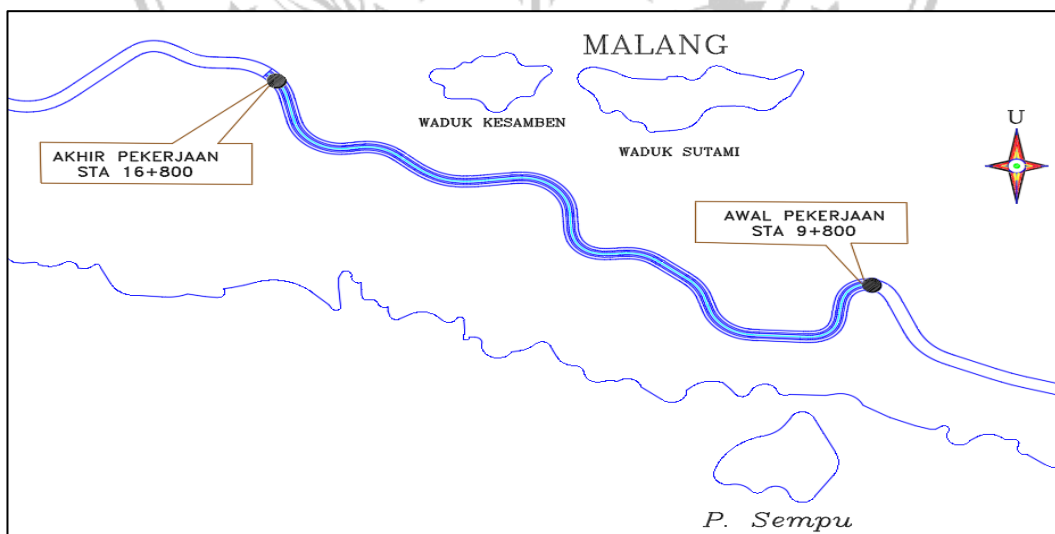 MALANG
WADUK KESAMBEN
WADUK SUTAMI
U
AKHIR PEKERJAAN
STA 16+800
AWAL PEKERJAAN
STA 9+800
P. Sempu